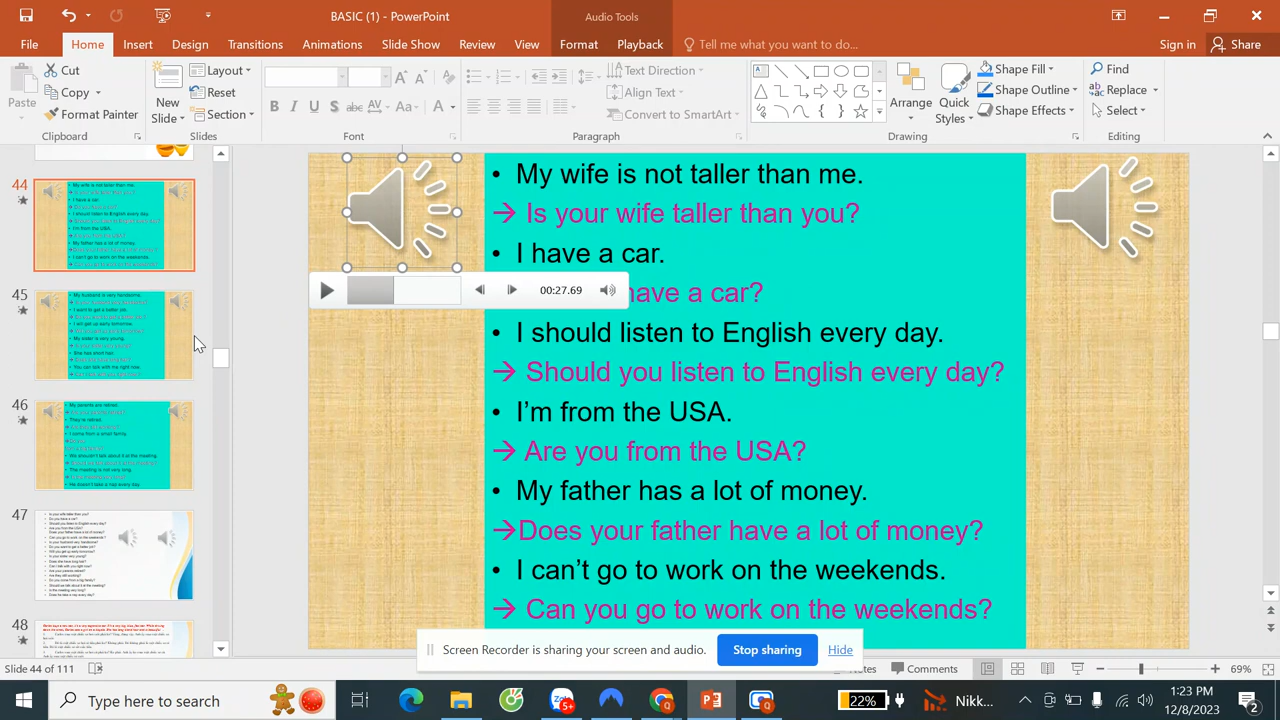 BASIC (1) - PowerPoint
Audio Tools
File
Home
Insert
Design
Transitions
Animations
Slide Show
Review
View
Format
Playback
Tell me what you want to do...
Sign in
Share
Paste
Cut
Copy
Format Painter
Clipboard
New
Slide
Layout
Reset
Section
Slides
B
I
U
S
abc
AV
Aa
A
Font
Text Direction
Align Text
Convert to SmartArt
Paragraph
Arrange
Quick
Styles
Shape Fill
Shape Outline
Shape Effects
Drawing
Find
Replace
Select
Editing
44
45
46
47
48
• My wife is not taller than me.
→ Is your wife taller than you?
• I have a car.
have a car?
• I should listen to English every day.
→ Should you listen to English every day?
• I’m from the USA.
→ Are you from the USA?
• My father has a lot of money.
→Does your father have a lot of money?
• I can’t go to work on the weekends.
→ Can you go to work on the weekends?
00:27.69
Screen Recorder is sharing your screen and audio.
Stop sharing
Hide
Slide 44 of 111
Notes
Comments
69%
Type here to search
22%
Nikk...
1:23 PM
12/8/2023